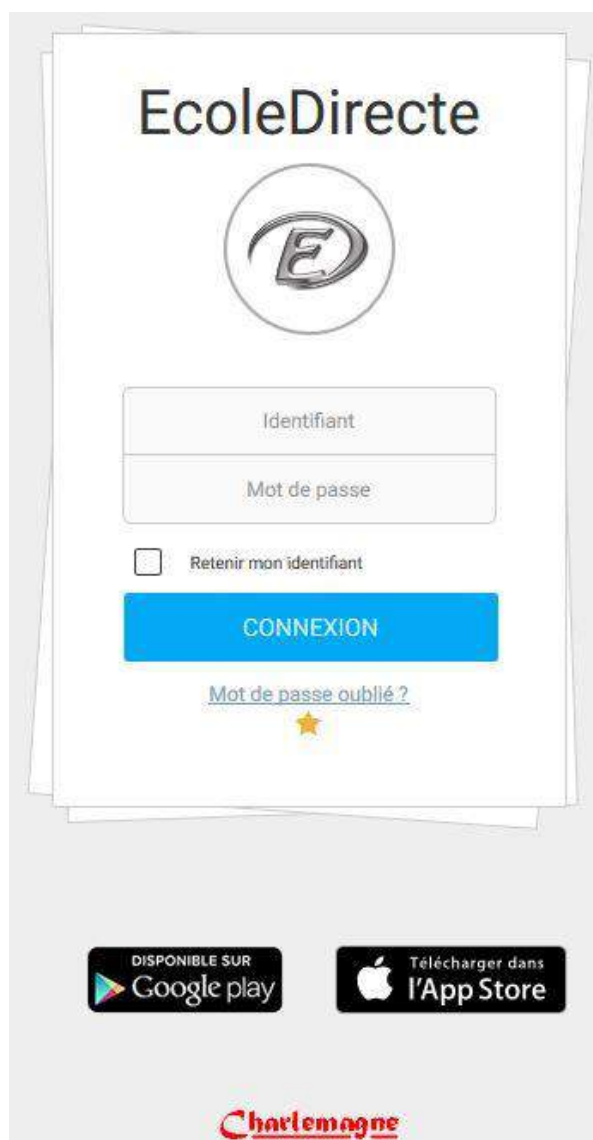 EcoleDirecte
E
Identifiant
Mot de passe
Retenir mon identifiant
CONNEXION
Mot de passe oublié ?
DISPONIBLE SUR
Google play
Télécharger dans
l'App Store
Charlemagne